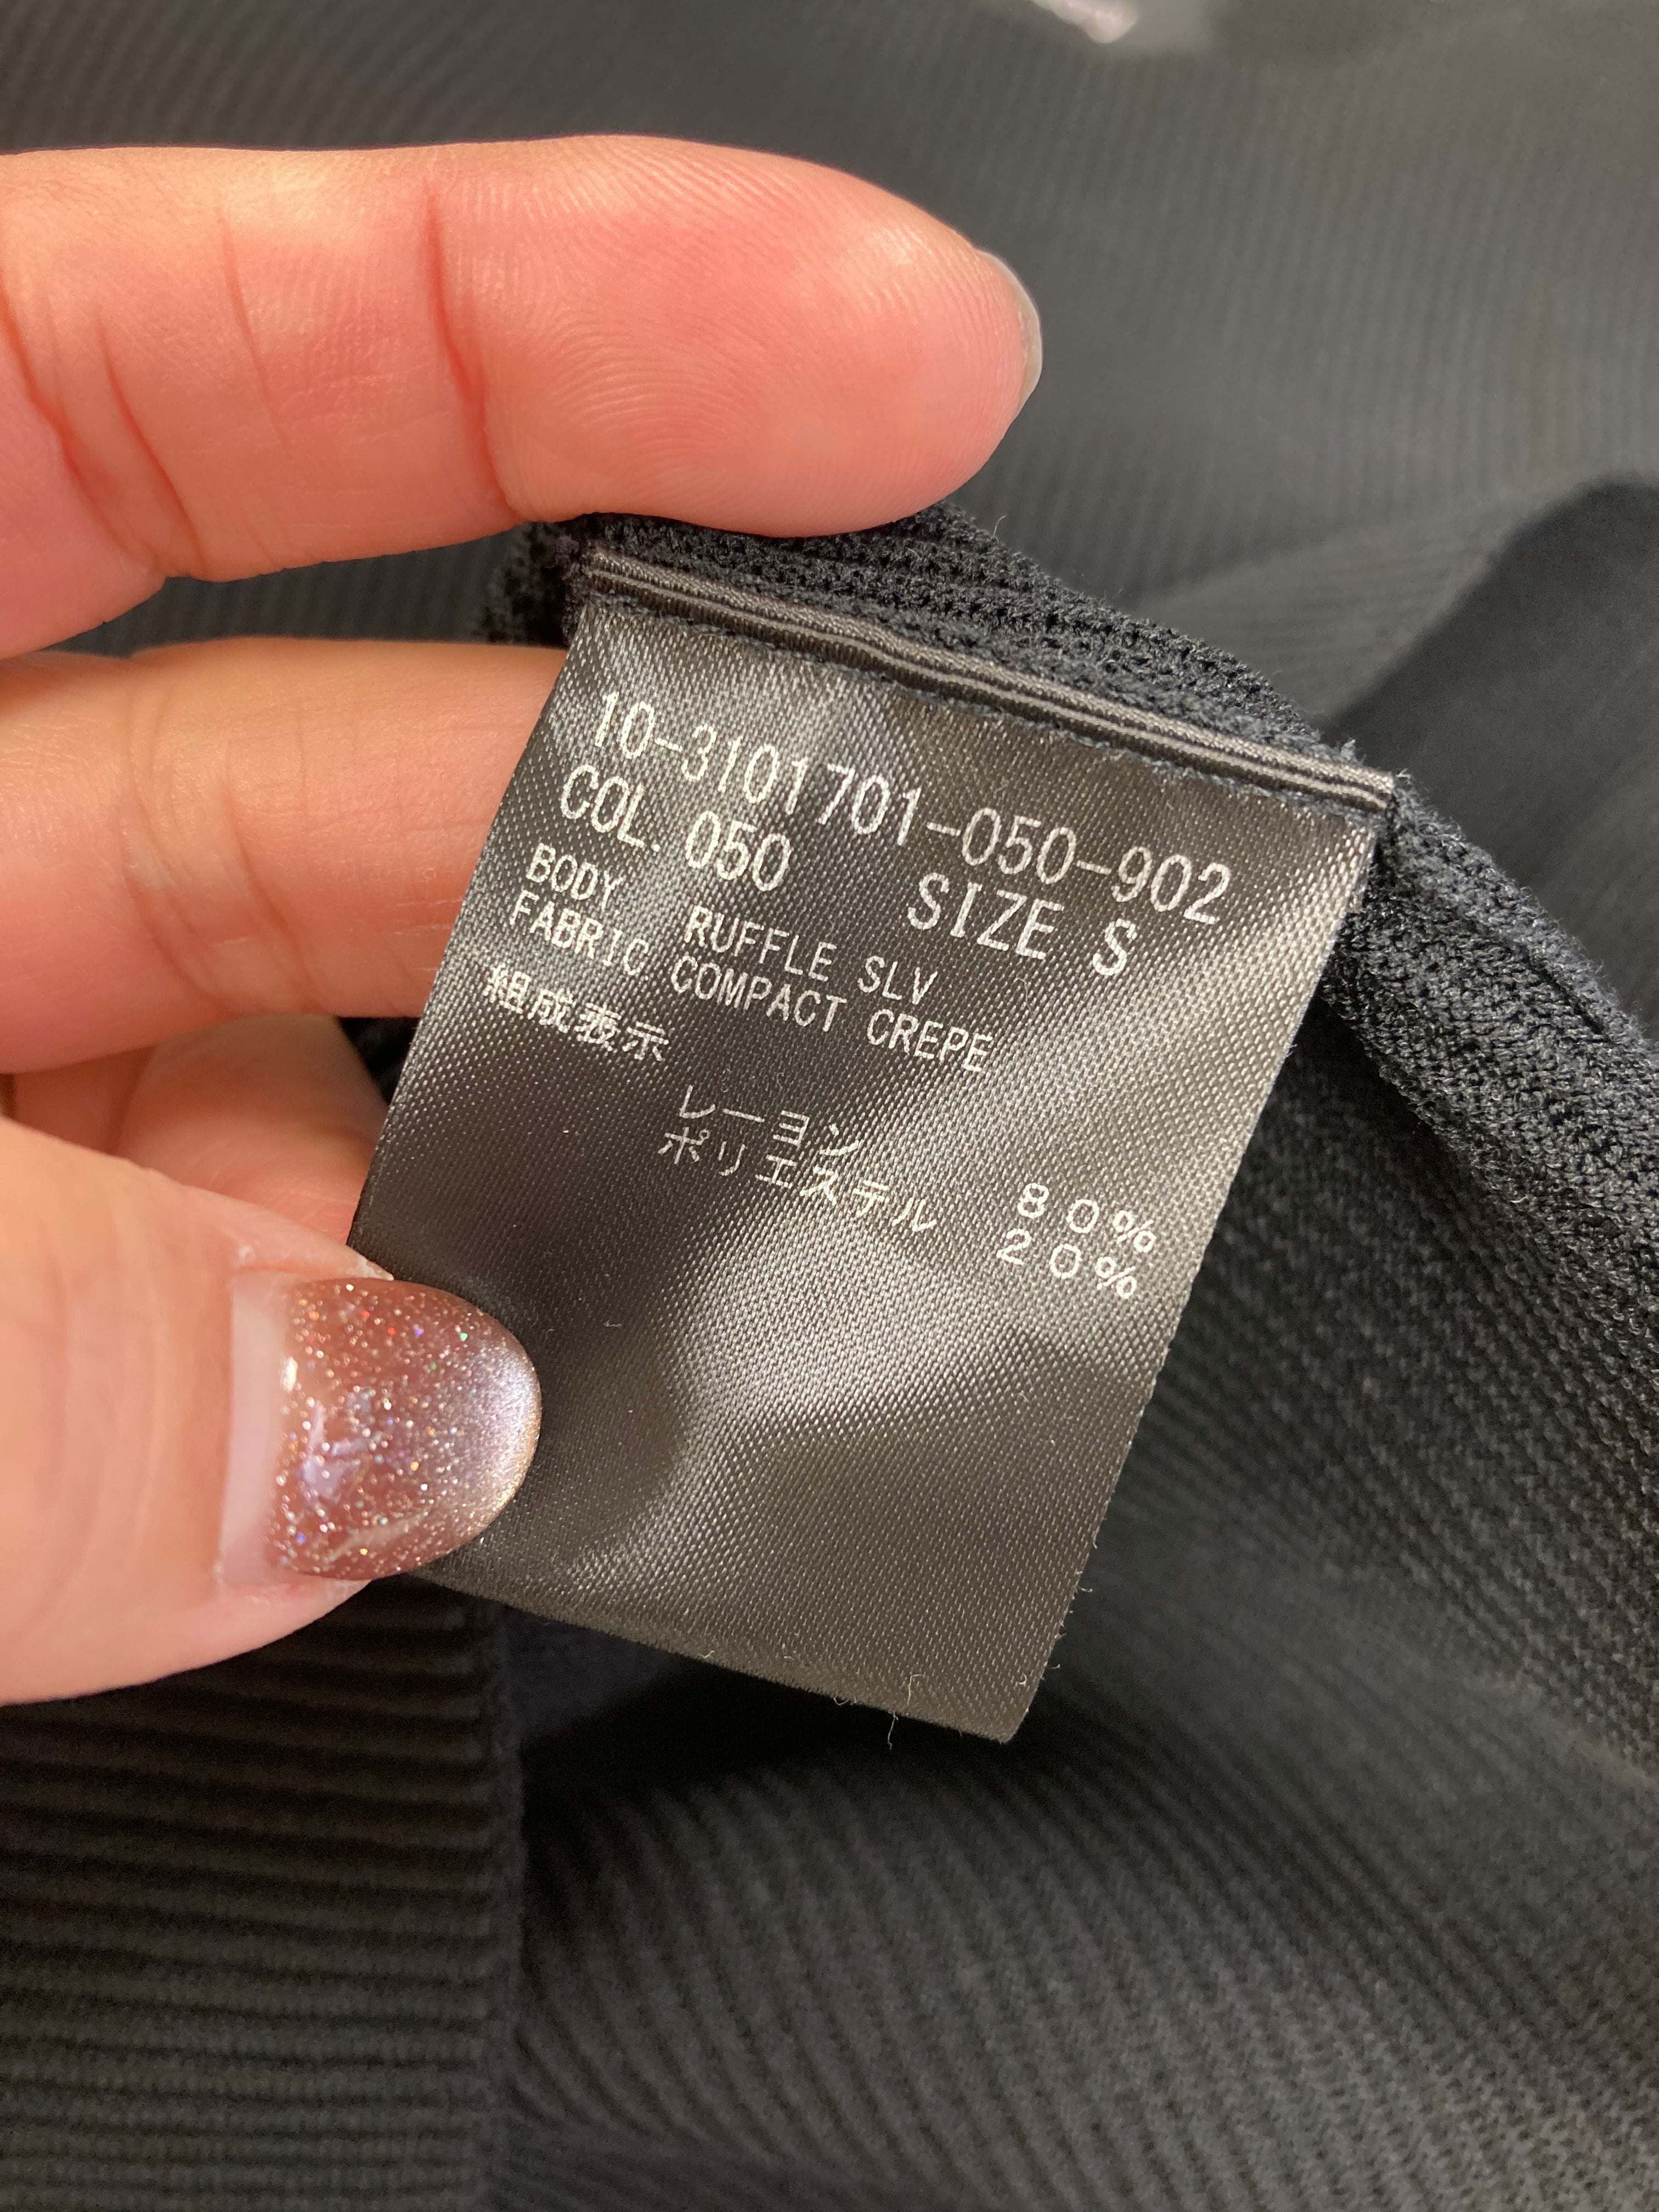 10-3101701-050-902
COL. 050 SIZE S
BODY RUFFLE SLV
FABRIC COMPACT CREPE
組成表示
レーヨン 80%
ポリエステル 20%